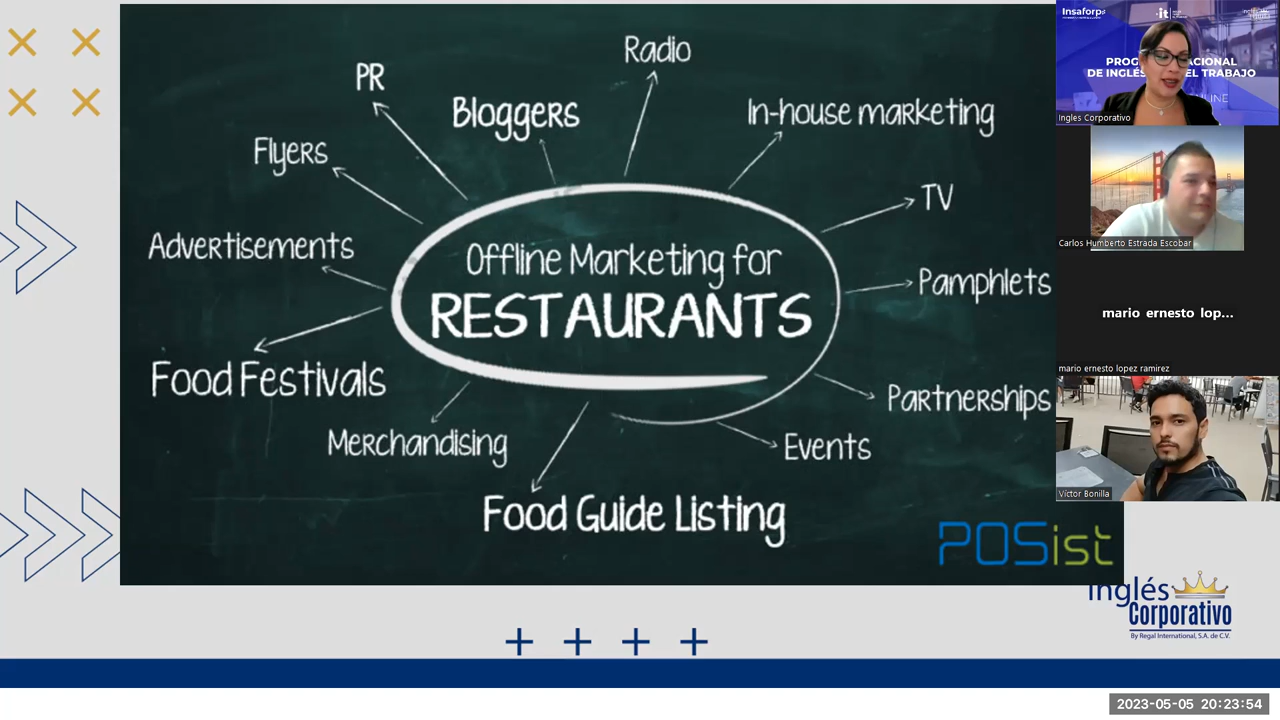 Radio
PR
Bloggers
In-house marketing
Flyers
TV
Advertisements
Offline Marketing for
RESTAURANTS
Pamphlets
Food Festivals
Partnerships
Merchandising
Events
Food Guide Listing
POSist
Inglés
Corporativo
By Regal International, S.A. de C.V.
Insaforp
Ingles Corporativo
Carlos Humberto Estrada Escobar
mario ernesto lop...
mario ernesto lopez ramirez
Víctor Bonilla
2023-05-05 20:23:54